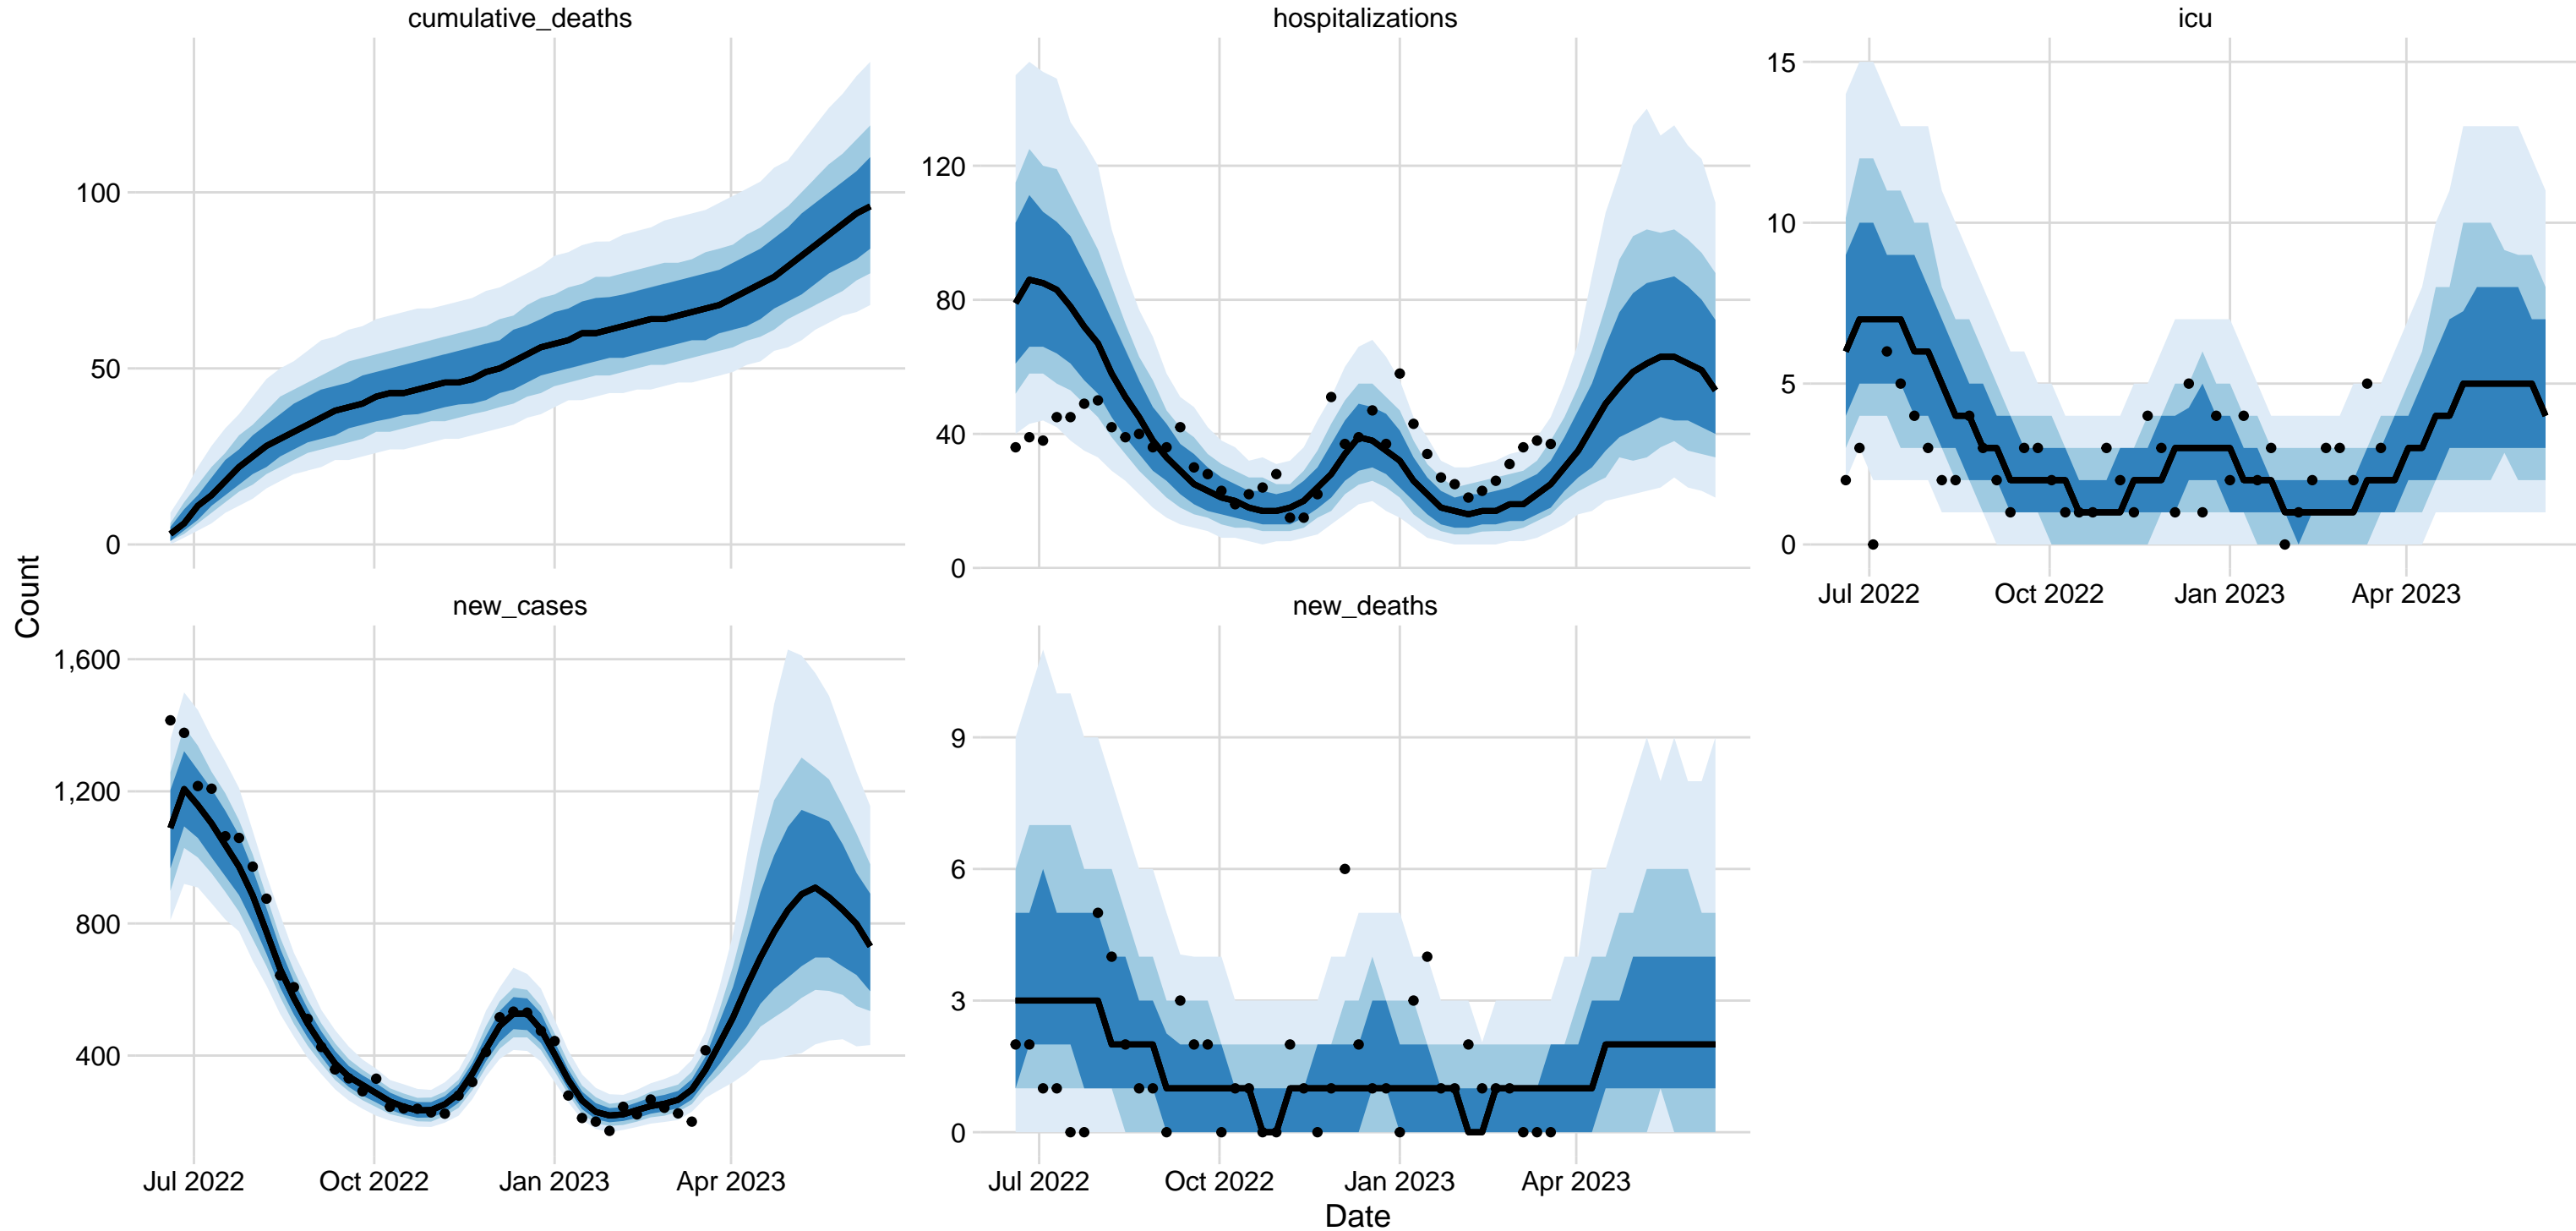 cumulative_deaths
hospitalizations
icu
100
50
0
120
80
40
0
15
10
5
0
Jul 2022 Oct 2022 Jan 2023 Apr 2023
Count
new_cases
new_deaths
1,600
1,200
800
400
9
6
3
0
Jul 2022 Oct 2022 Jan 2023 Apr 2023
Jul 2022 Oct 2022 Jan 2023 Apr 2023
Date